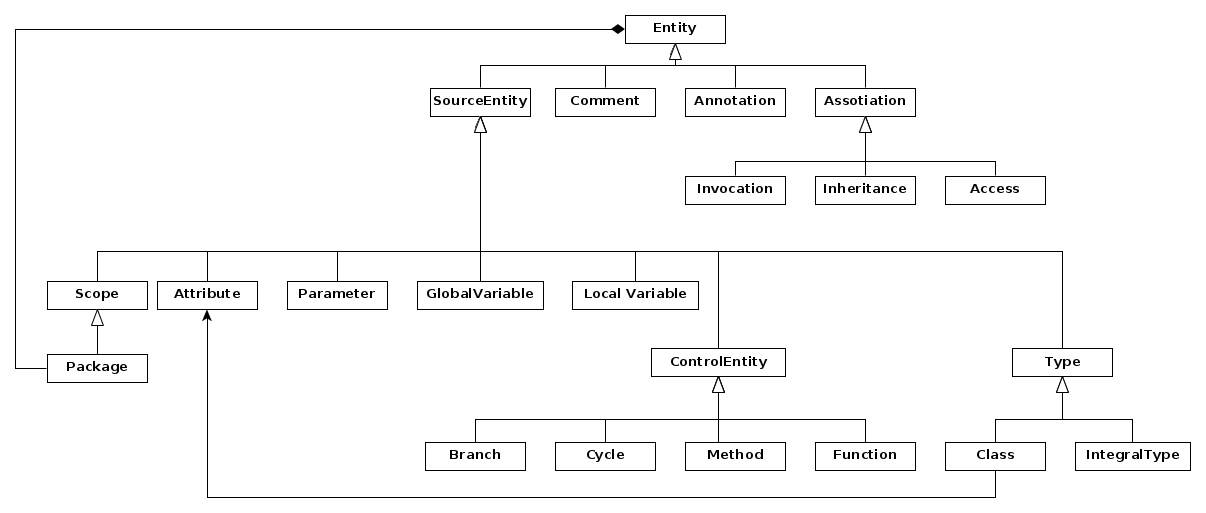 Entity
SourceEntity
Comment
Annotation
Assotiation
Invocation
Inheritance
Access
Scope
Attribute
Parameter
GlobalVariable
Local Variable
Package
ControlEntity
Type
Branch
Cycle
Method
Function
Class
IntegralType